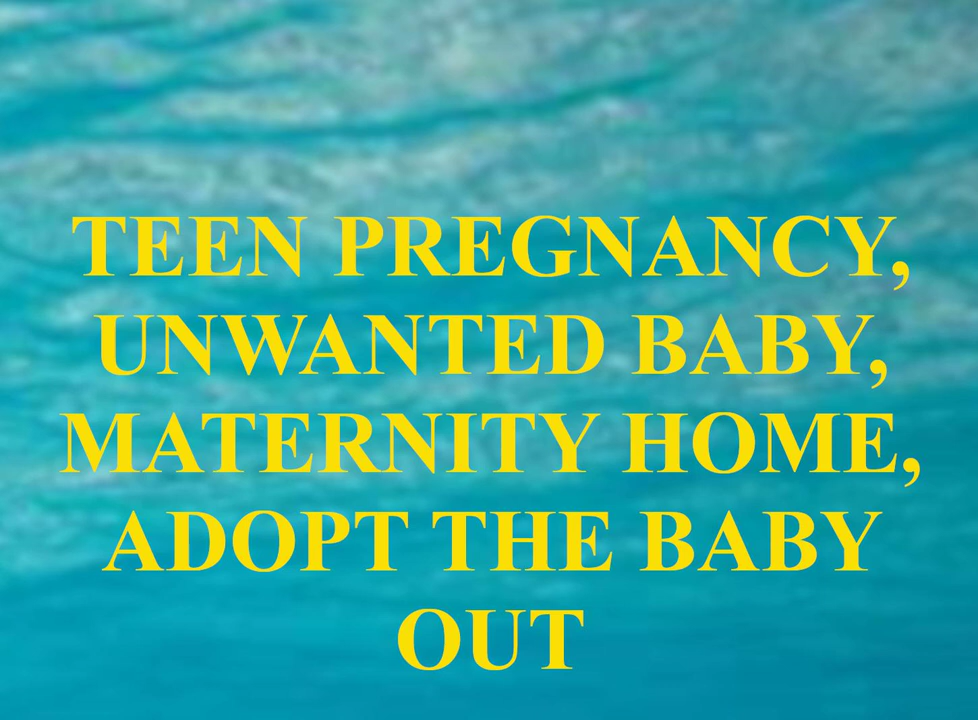 TEEN PREGNANCY,
UNWANTED BABY,
MATERNITY HOME,
ADOPT THE BABY
OUT